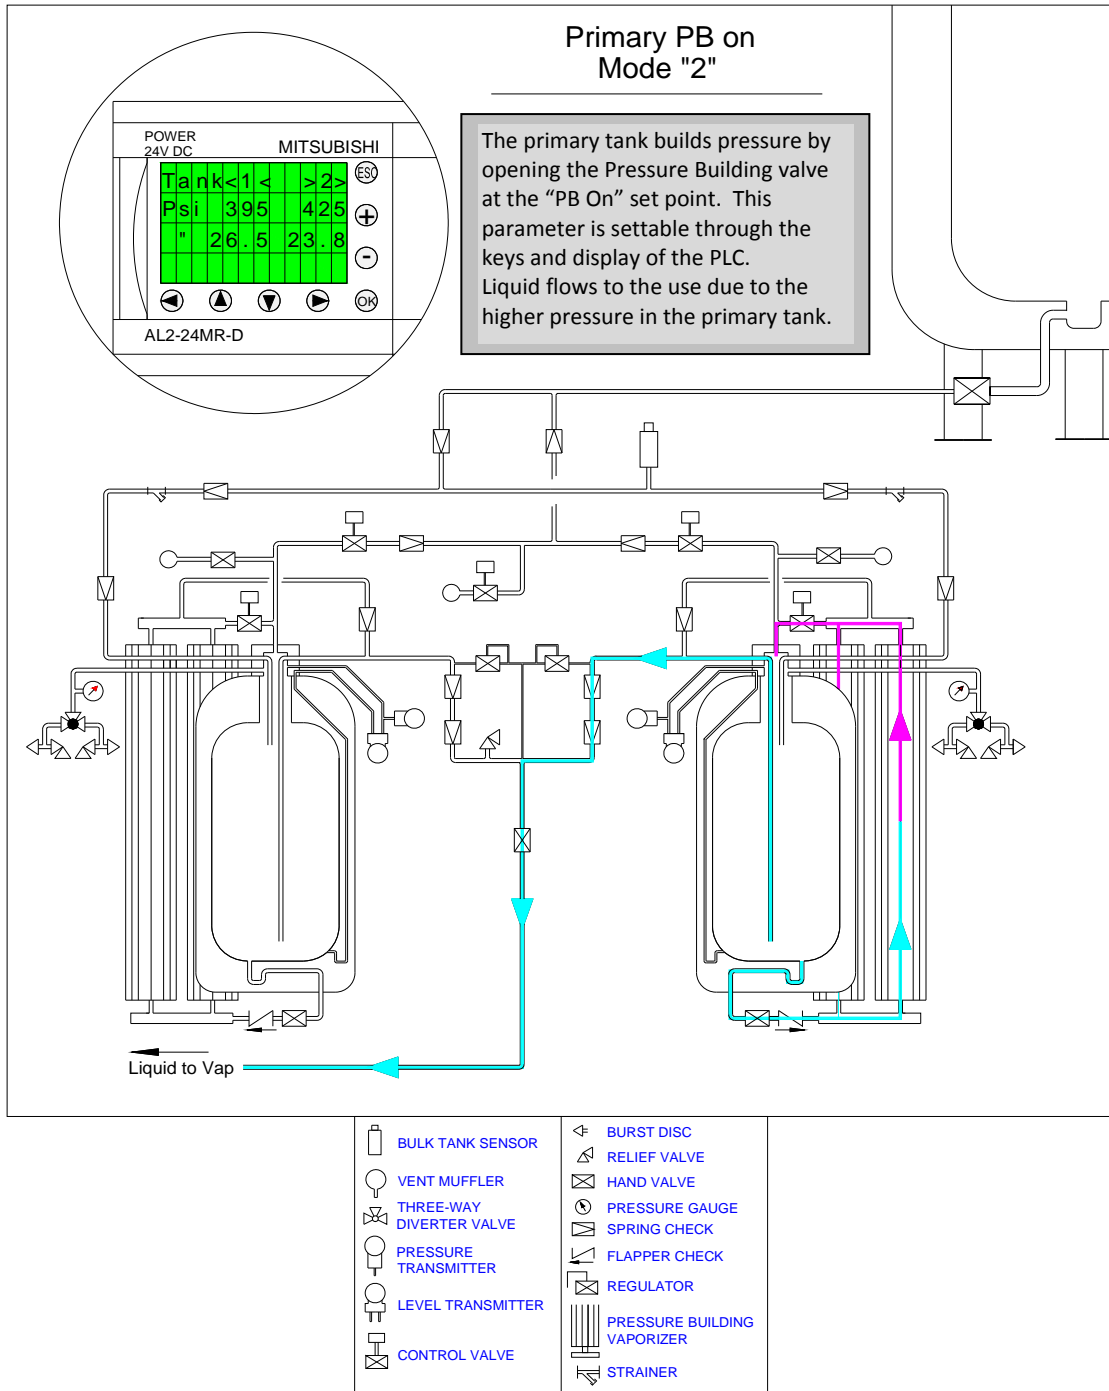 Primary PB on
Mode "2"
POWER
24V DC
MITSUBISHI
Tank<1< >2>
Psi 395 425
" 26.5 23.8
ESC
+
-
OK
AL2-24MR-D
The primary tank builds pressure by
opening the Pressure Building valve
at the “PB On” set point. This
parameter is settable through the
keys and display of the PLC.
Liquid flows to the use due to the
higher pressure in the primary tank.
Liquid to Vap
BULK TANK SENSOR
VENT MUFFLER
THREE-WAY
DIVERTER VALVE
PRESSURE
TRANSMITTER
LEVEL TRANSMITTER
CONTROL VALVE
BURST DISC
RELIEF VALVE
HAND VALVE
PRESSURE GAUGE
SPRING CHECK
FLAPPER CHECK
REGULATOR
PRESSURE BUILDING
VAPORIZER
STRAINER